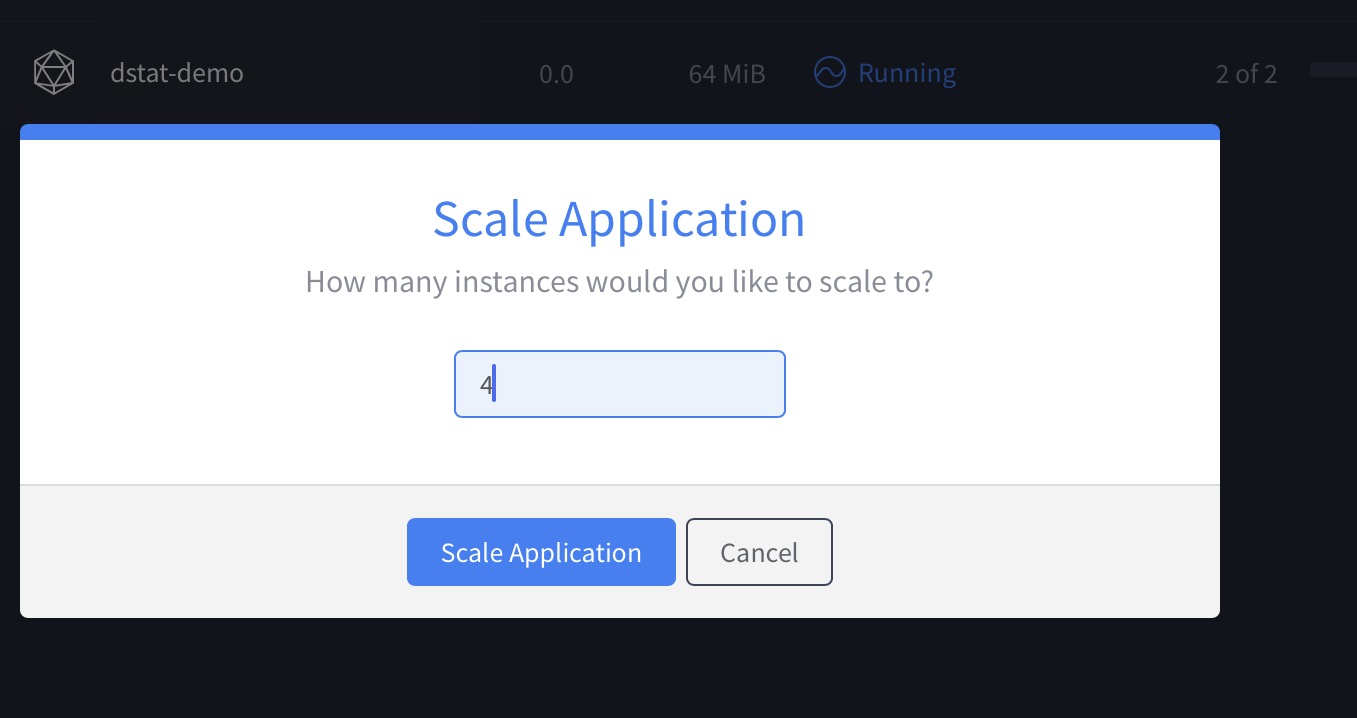 dstat-demo 0.0 64 MiB Running 2 of 2
Scale Application
How many instances would you like to scale to?
4
Scale Application Cancel